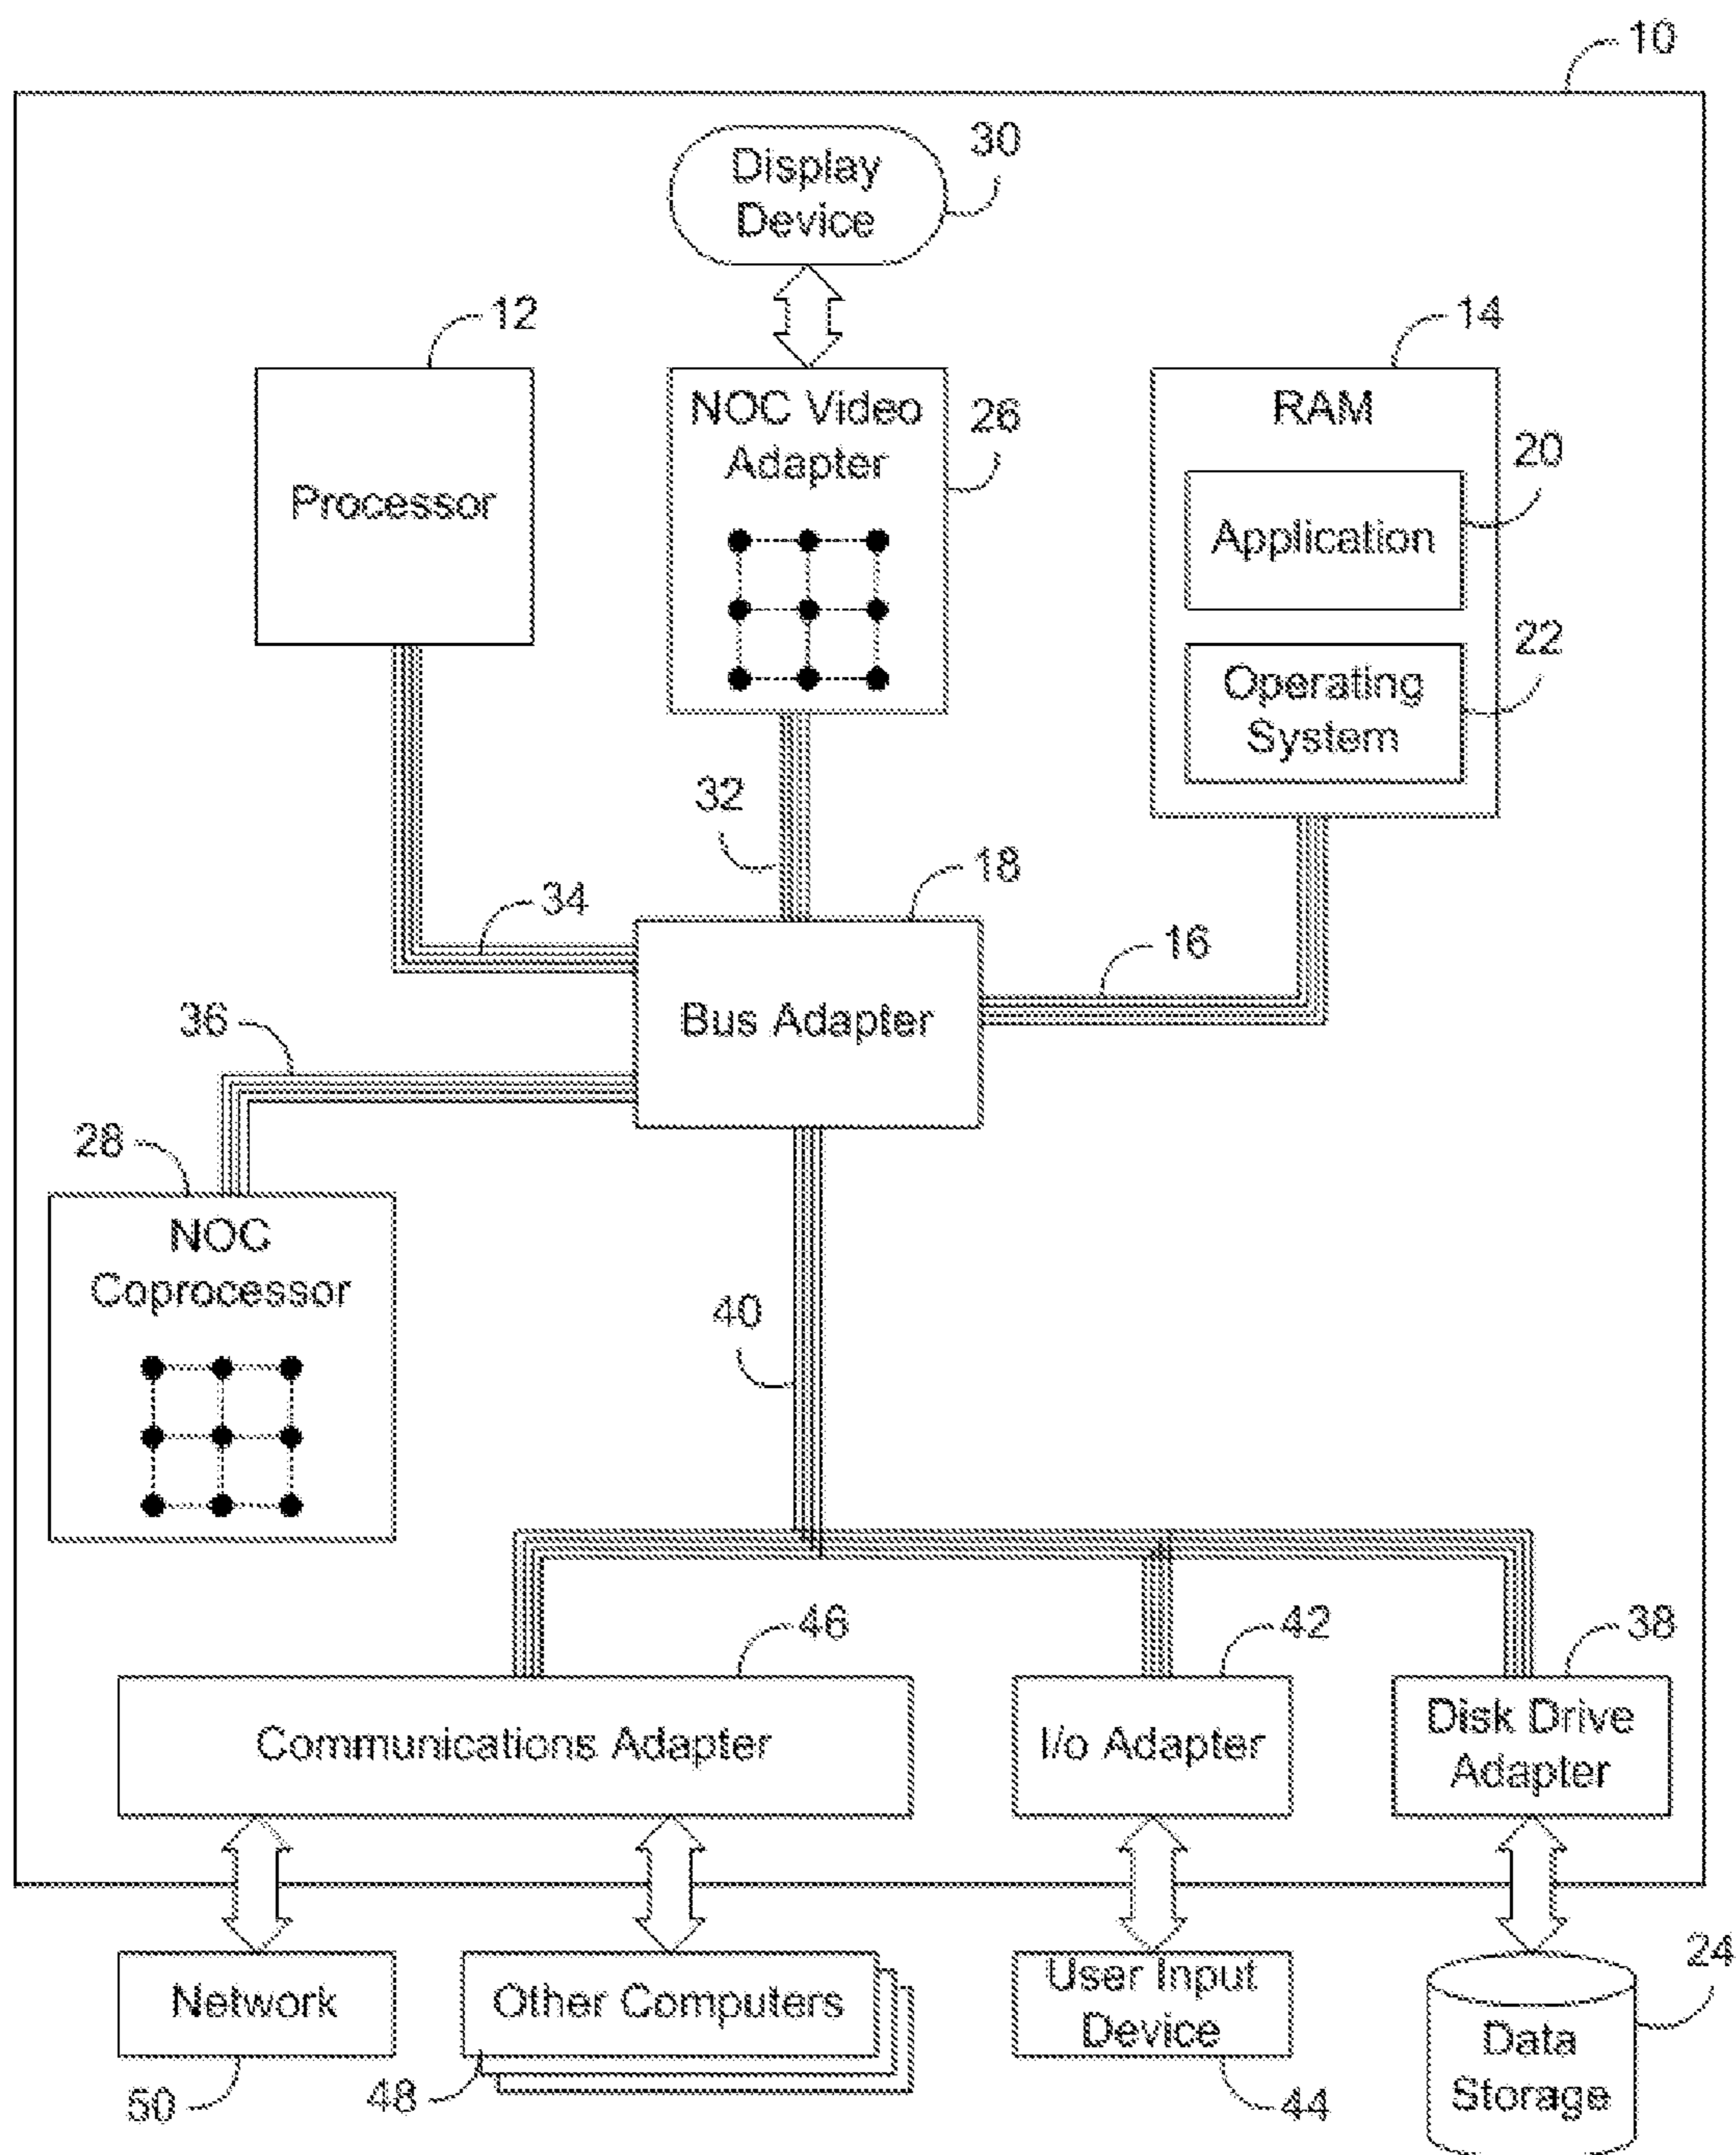 10
Display
Device
30
12
14
NOC Video
Adapter
26
RAM
20
Processor
Application
22
Operating
System
32
18
34
16
Bus Adapter
36
28
NOC
Coprocessor
40
46
42
38
Communications Adapter
I/o Adapter
Disk Drive
Adapter
24
Network
Other Computers
User Input
Device
Data
Storage
50
48
44